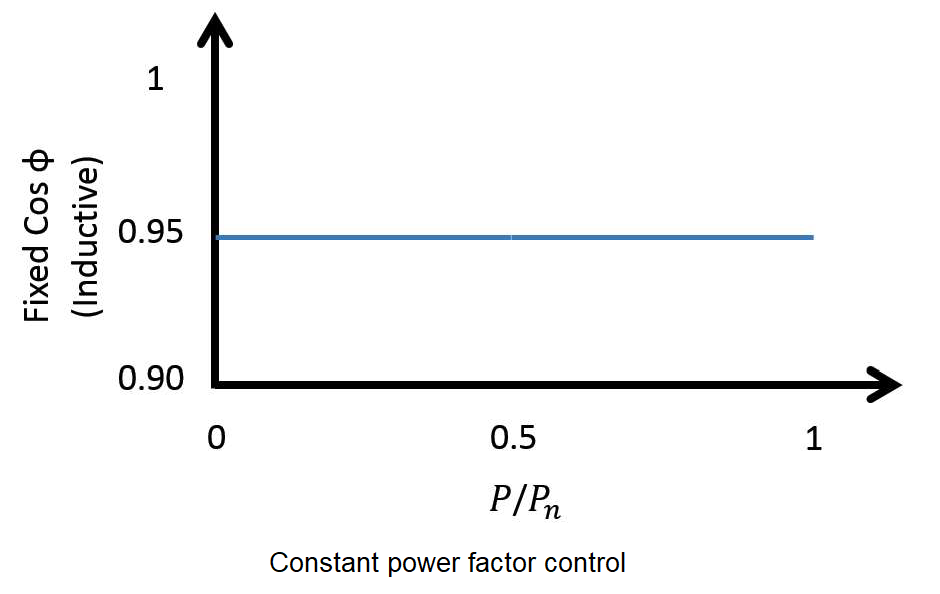 Fixed Cos ϕ
(Inductive)
1
0.95
0.90
0
0.5
1
P/Pn
Constant power factor control